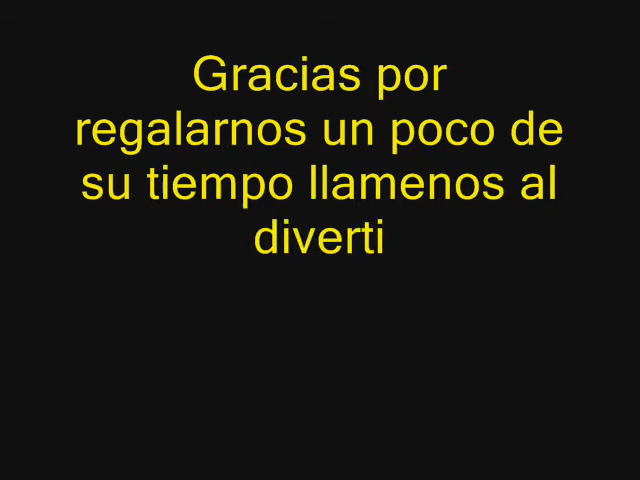 Gracias por
regalarnos un poco de
su tiempo llamenos al
diverti